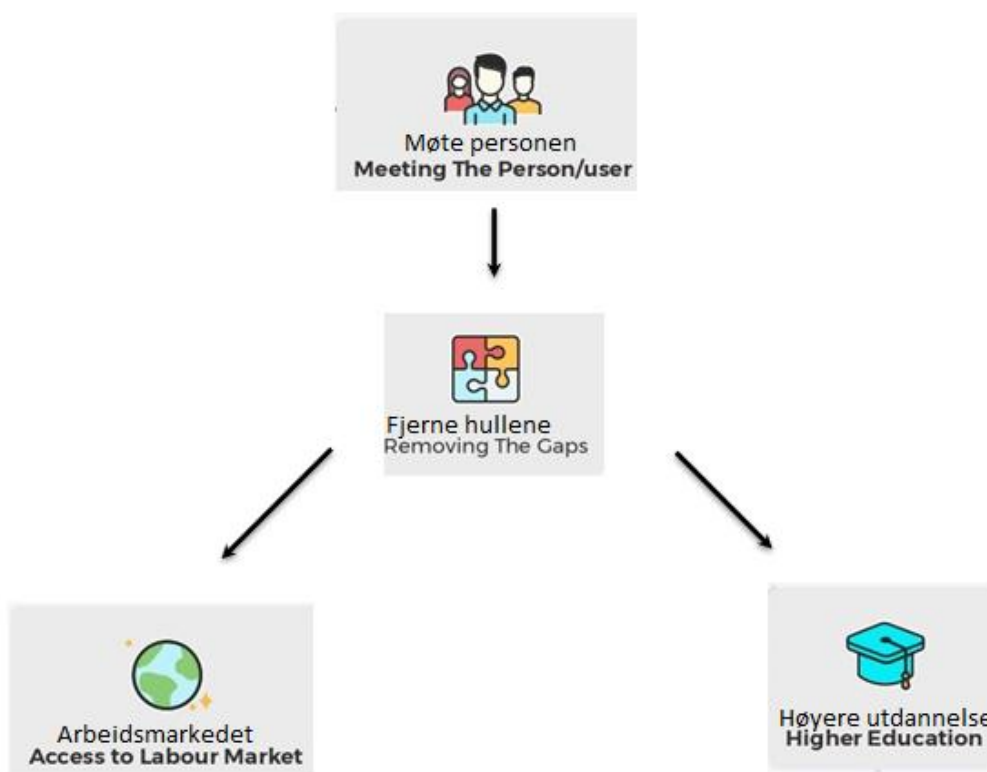 Møte personen
Meeting The Person/user
Fjerne hullene
Removing The Gaps
Arbeidsmarkedet
Access to Labour Market
Høyere utdannelse
Higher Education